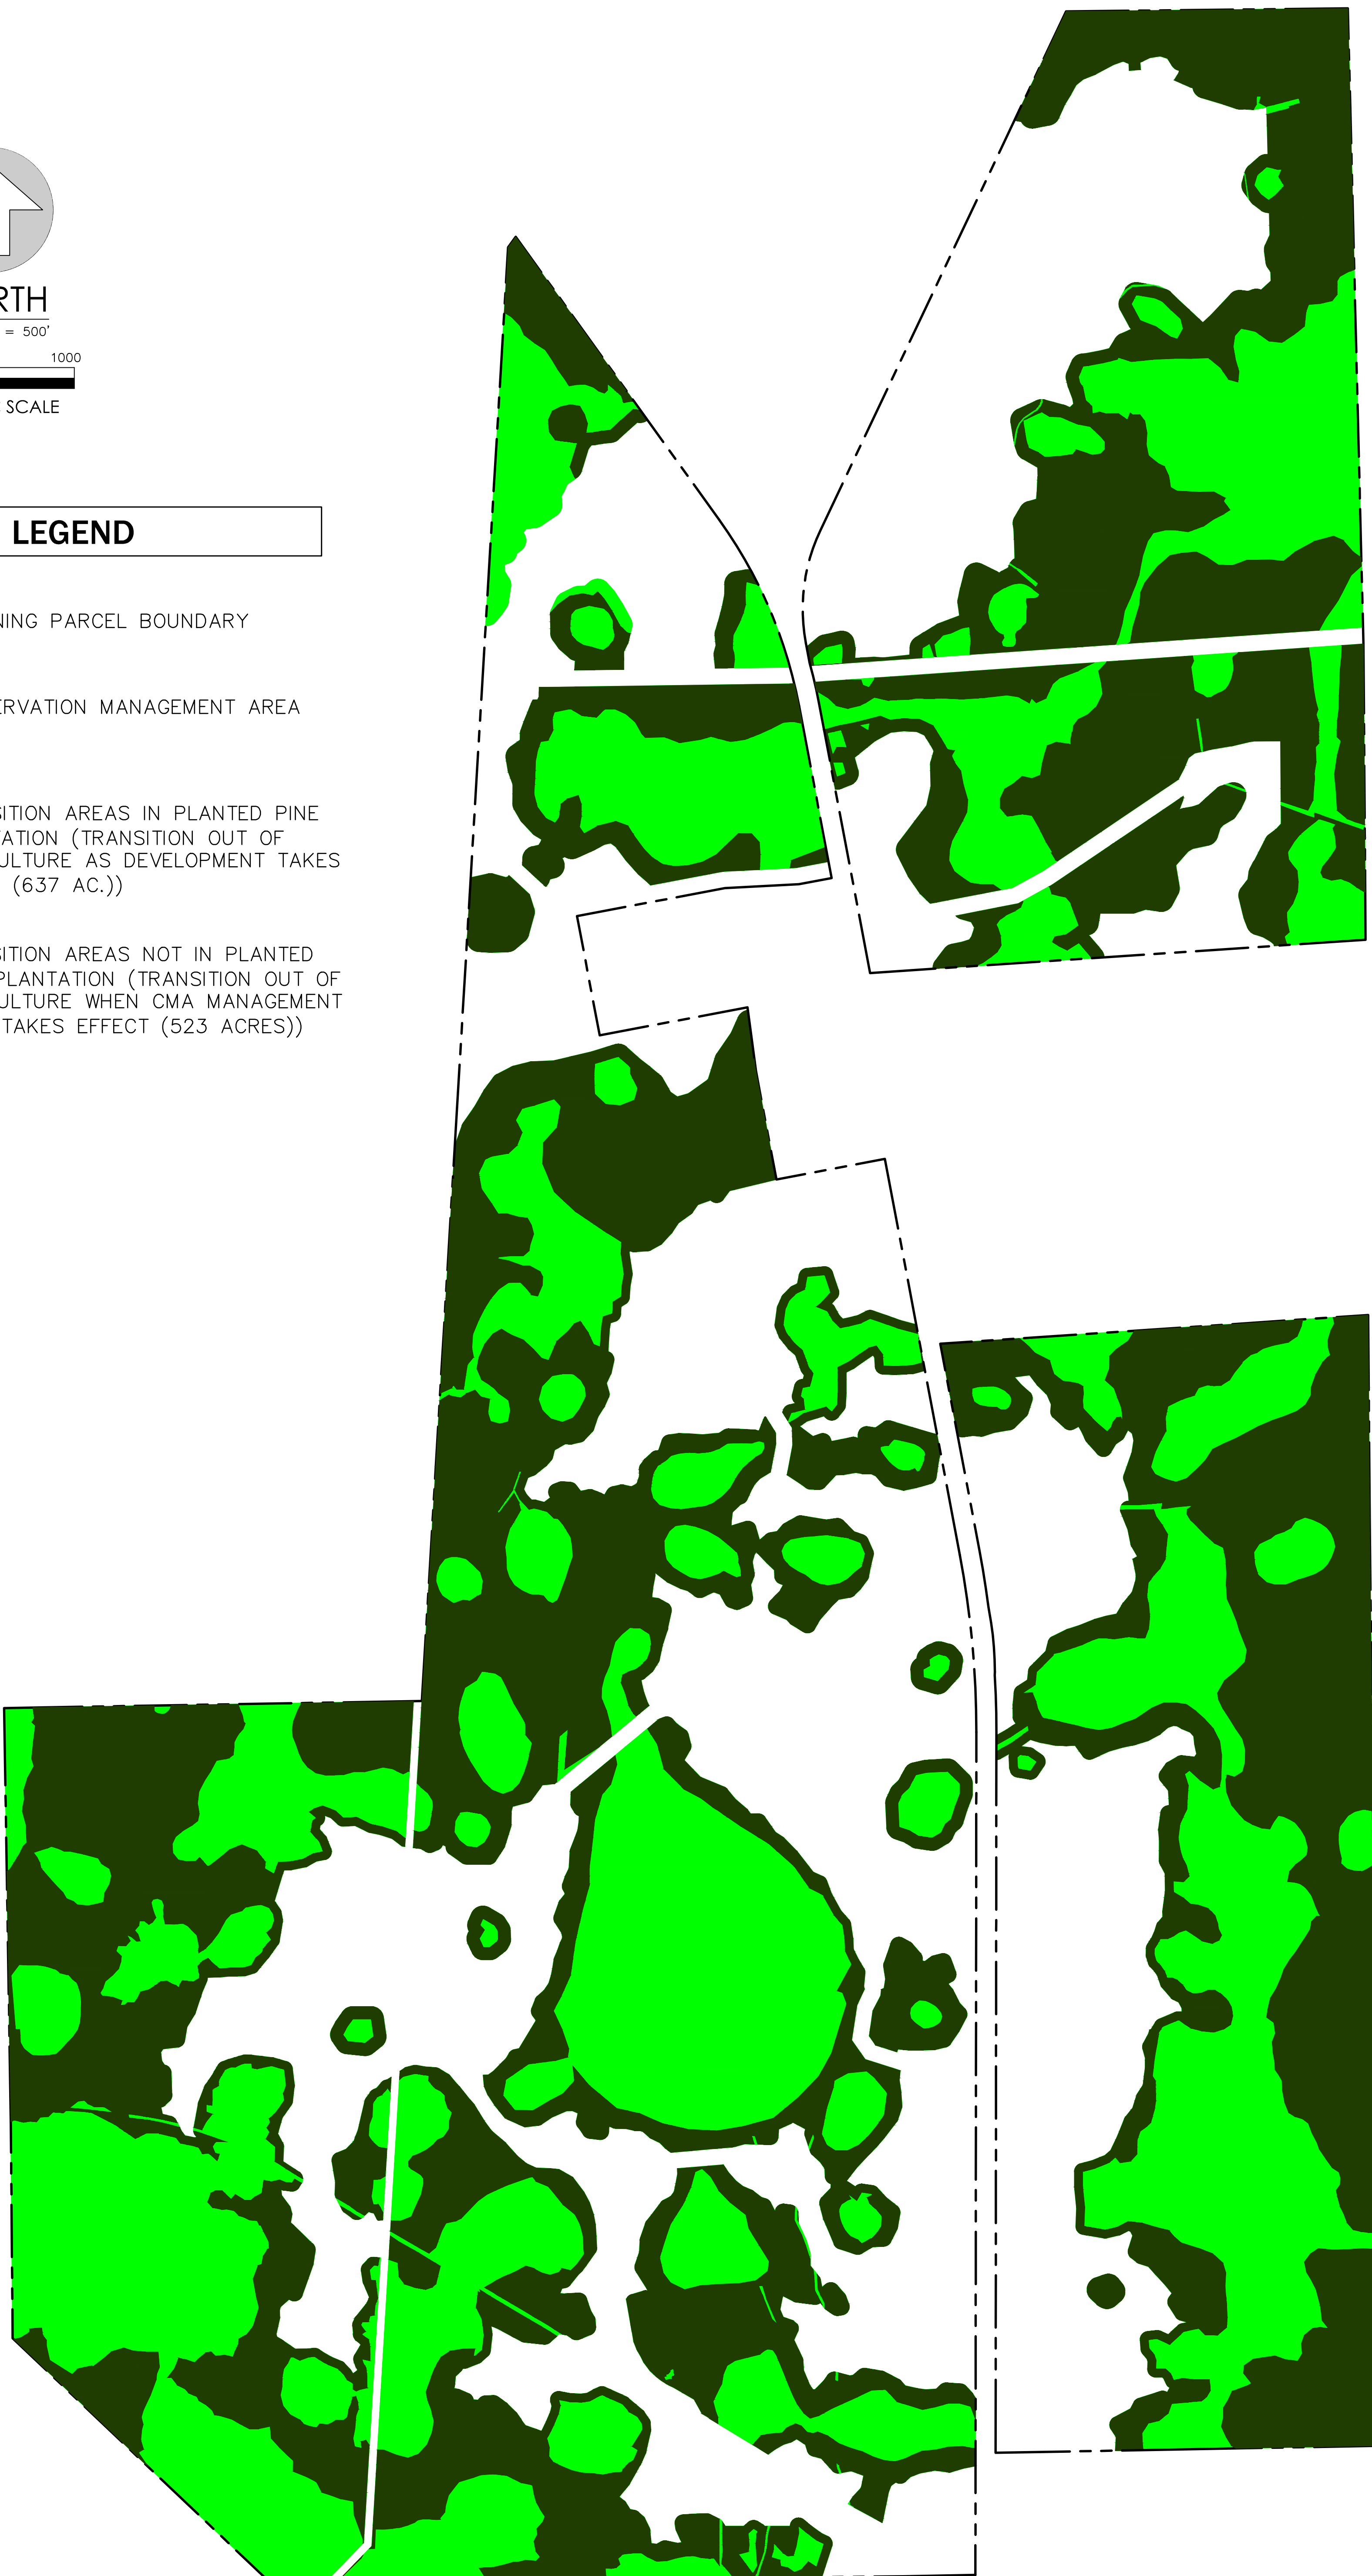 RTH
= 500'
1000
SCALE
LEGEND
NING PARCEL BOUNDARY
ERVATION MANAGEMENT AREA
SITION AREAS IN PLANTED PINE
TATION (TRANSITION OUT OF
ULTURE AS DEVELOPMENT TAKES
(637 AC.))
SITION AREAS NOT IN PLANTED
PLANTATION (TRANSITION OUT OF
ULTURE WHEN CMA MANAGEMENT
TAKES EFFECT (523 ACRES))